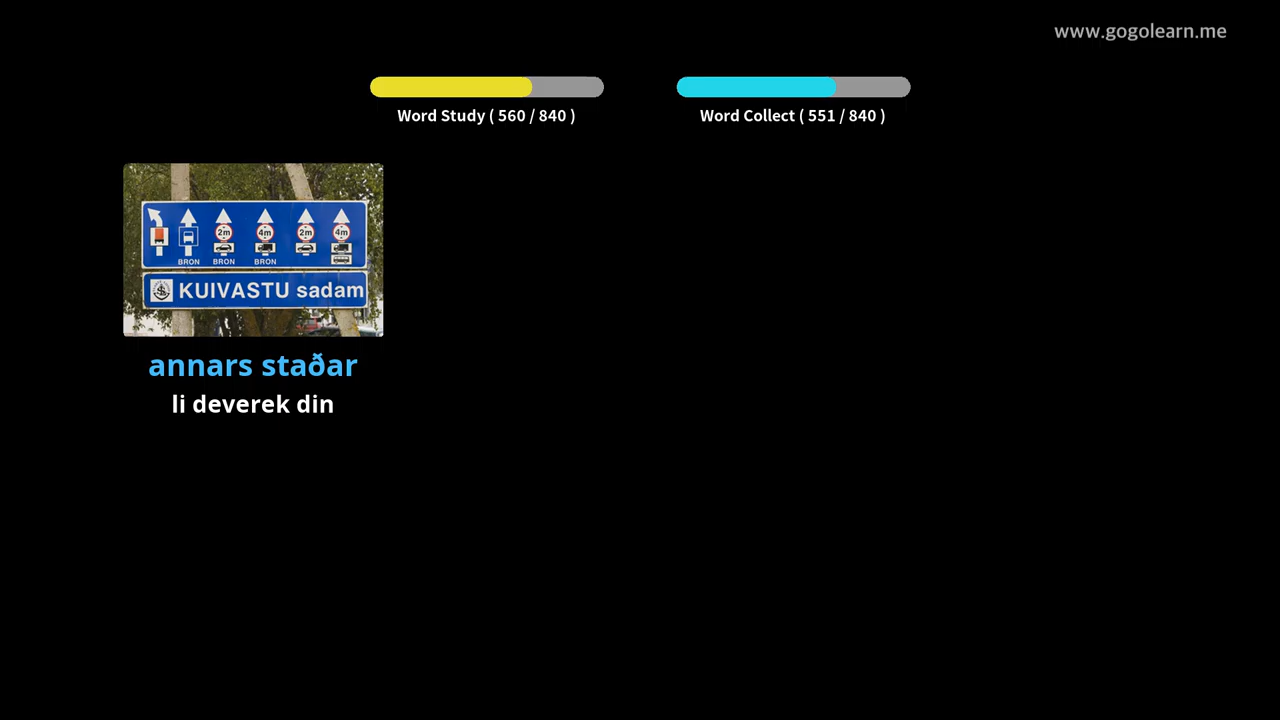 www.gogolearn.me
Word Study ( 560 / 840 )
Word Collect ( 551 / 840 )
2m 4m 2m 4m
BRON BRON BRON
KUIVASTU sadam
annars staðar
li deverek din